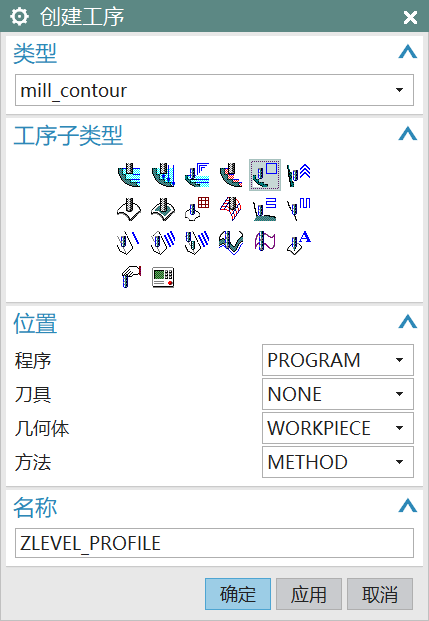 创建工序
类型
mill_contour
工序子类型
A
位置
程序 PROGRAM
刀具 NONE
几何体 WORKPIECE
方法 METHOD
名称
ZLEVEL_PROFILE
确定 应用 取消